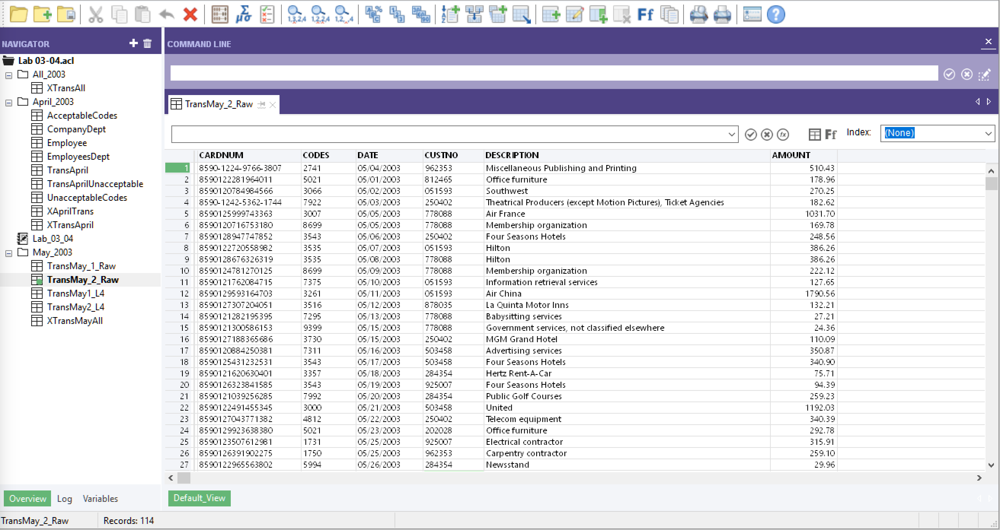 NAVIGATOR
COMMAND LINE
Lab 03-04.acl
All_2003
XTransAll
April_2003
AcceptableCodes
CompanyDept
Employee
EmployeesDept
TransApril
TransAprilUnacceptable
UnacceptableCodes
XAprilTrans
XTransApril
Lab_03_04
May_2003
TransMay_1_Raw
TransMay_2_Raw
TransMay1_L4
TransMay2_L4
XTransMayAll
TransMay_2_Raw
Ff Index: (None)
CARDNUM CODES DATE CUSTNO DESCRIPTION AMOUNT
1 8590-1224-9766-3807 2741 05/04/2003 962353 Miscellaneous Publishing and Printing 510.43
2 8590122281964011 5021 05/01/2003 812465 Office furniture 178.96
3 8590120784984566 3066 05/02/2003 051593 Southwest 270.25
4 8590-1242-5362-1744 7922 05/03/2003 250402 Theatrical Producers (except Motion Pictures), Ticket Agencies 182.62
5 8590125999743363 3007 05/05/2003 778088 Air France 1031.70
6 8590120716753180 8699 05/05/2003 778088 Membership organization 169.78
7 8590128947747852 3543 05/06/2003 250402 Four Seasons Hotels 248.56
8 8590122720558982 3535 05/07/2003 051593 Hilton 386.26
9 8590128676326319 3535 05/08/2003 778088 Hilton 386.26
10 8590124781270125 8699 05/09/2003 778088 Membership organization 222.12
11 8590121762084715 7375 05/10/2003 051593 Information retrieval services 127.65
12 8590129593164703 3261 05/11/2003 051593 Air China 1790.56
13 8590127307204051 3516 05/12/2003 878035 La Quinta Motor Inns 132.21
14 8590121282195395 7295 05/13/2003 778088 Babysitting services 27.21
15 8590121300586153 9399 05/15/2003 778088 Government services, not classified elsewhere 24.36
16 8590127188365686 3730 05/15/2003 250402 MGM Grand Hotel 110.09
17 8590120884250381 7311 05/16/2003 503458 Advertising services 350.87
18 8590125431232531 3543 05/17/2003 503458 Four Seasons Hotels 340.90
19 8590121620630401 3357 05/18/2003 284354 Hertz Rent-A-Car 75.71
20 8590126323841585 3543 05/19/2003 925007 Four Seasons Hotels 94.39
21 8590121039256285 7992 05/20/2003 284354 Public Golf Courses 259.23
22 8590122491455345 3000 05/21/2003 503458 United 1192.03
23 8590127043771382 4812 05/22/2003 250402 Telecom equipment 340.39
24 8590129923638380 5021 05/23/2003 202028 Office furniture 292.78
25 8590123507612981 1731 05/25/2003 925007 Electrical contractor 315.91
26 8590126391902275 1750 05/25/2003 962353 Carpentry contractor 259.10
27 8590122965563802 5994 05/26/2003 284354 Newsstand 29.96
Overview Log Variables
Default_View
TransMay_2_Raw Records: 114